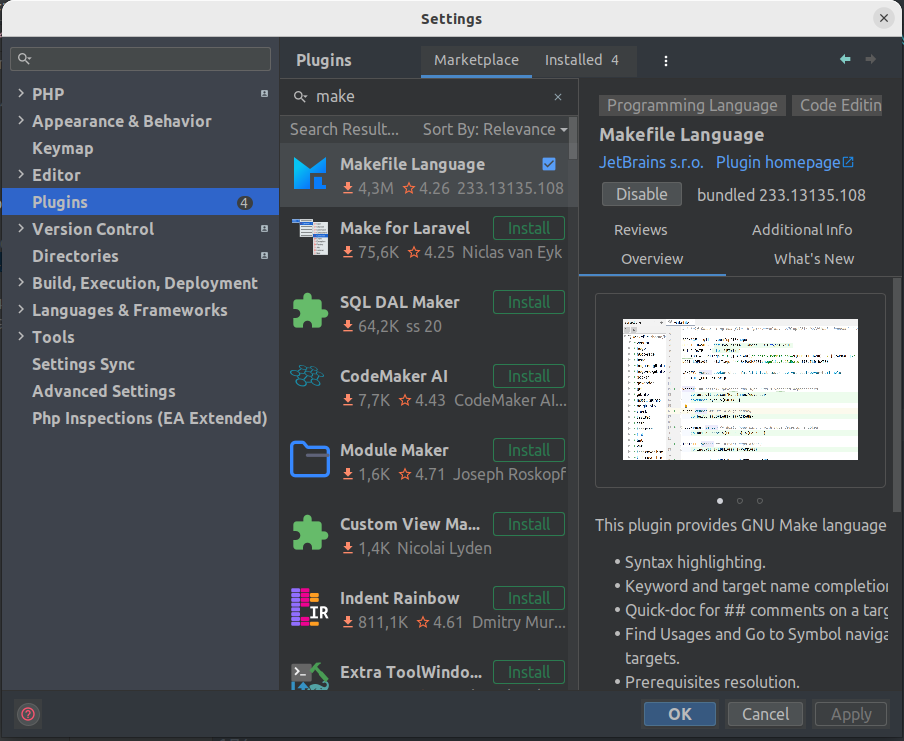 Settings
PHP
Appearance & Behavior
Keymap
Editor
Plugins 4
Version Control
Directories
Build, Execution, Deployment
Languages & Frameworks
Tools
Settings Sync
Advanced Settings
Php Inspections (EA Extended)
Plugins
Marketplace
Installed 4
make
Search Result...
Sort By: Relevance
Makefile Language
4,3M 4.26 233.13135.108
Make for Laravel Install
75,6K 4.25 Niclas van Eyk
SQL DAL Maker Install
64,2K ss 20
CodeMaker AI Install
7,7K 4.43 CodeMaker AI...
Module Maker Install
1,6K 4.71 Joseph Roskopf
Custom View Ma... Install
1,4K Nicolai Lyden
IR
Indent Rainbow Install
811,1K 4.61 Dmitry Mur...
Extra ToolWindo... Install
Programming Language
Code Editin
Makefile Language
JetBrains s.r.o. Plugin homepage
Disable bundled 233.13135.108
Reviews
Additional Info
Overview
What's New
This plugin provides GNU Make language
• Syntax highlighting.
• Keyword and target name completion
• Quick-doc for ## comments on a targ
• Find Usages and Go to Symbol naviga
targets.
• Prerequisites resolution.
OK
Cancel
Apply